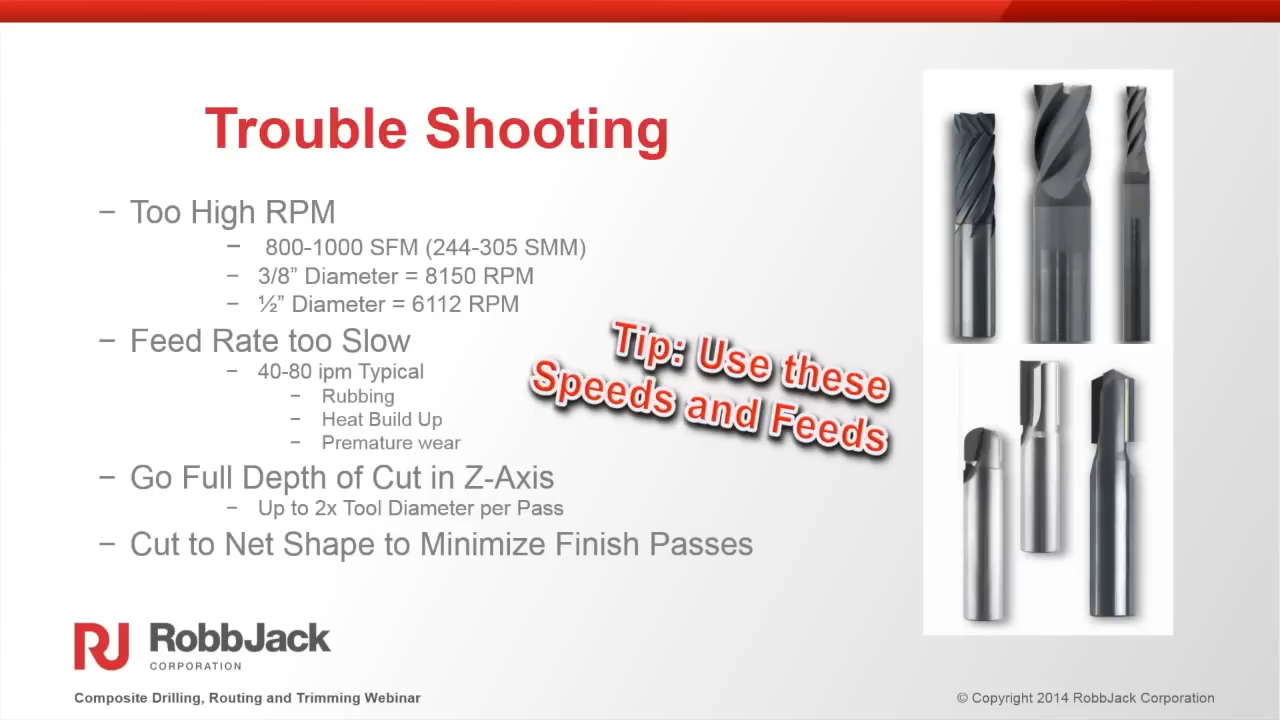 Trouble Shooting
− Too High RPM
− 800-1000 SFM (244-305 SMM)
− 3/8” Diameter = 8150 RPM
− ½” Diameter = 6112 RPM
− Feed Rate too Slow
− 40-80 ipm Typical
− Rubbing
− Heat Build Up
− Premature wear
− Go Full Depth of Cut in Z-Axis
− Up to 2x Tool Diameter per Pass
− Cut to Net Shape to Minimize Finish Passes
Tip: Use these
Speeds and Feeds
RJ RobbJack
CORPORATION
Composite Drilling, Routing and Trimming Webinar
© Copyright 2014 RobbJack Corporation